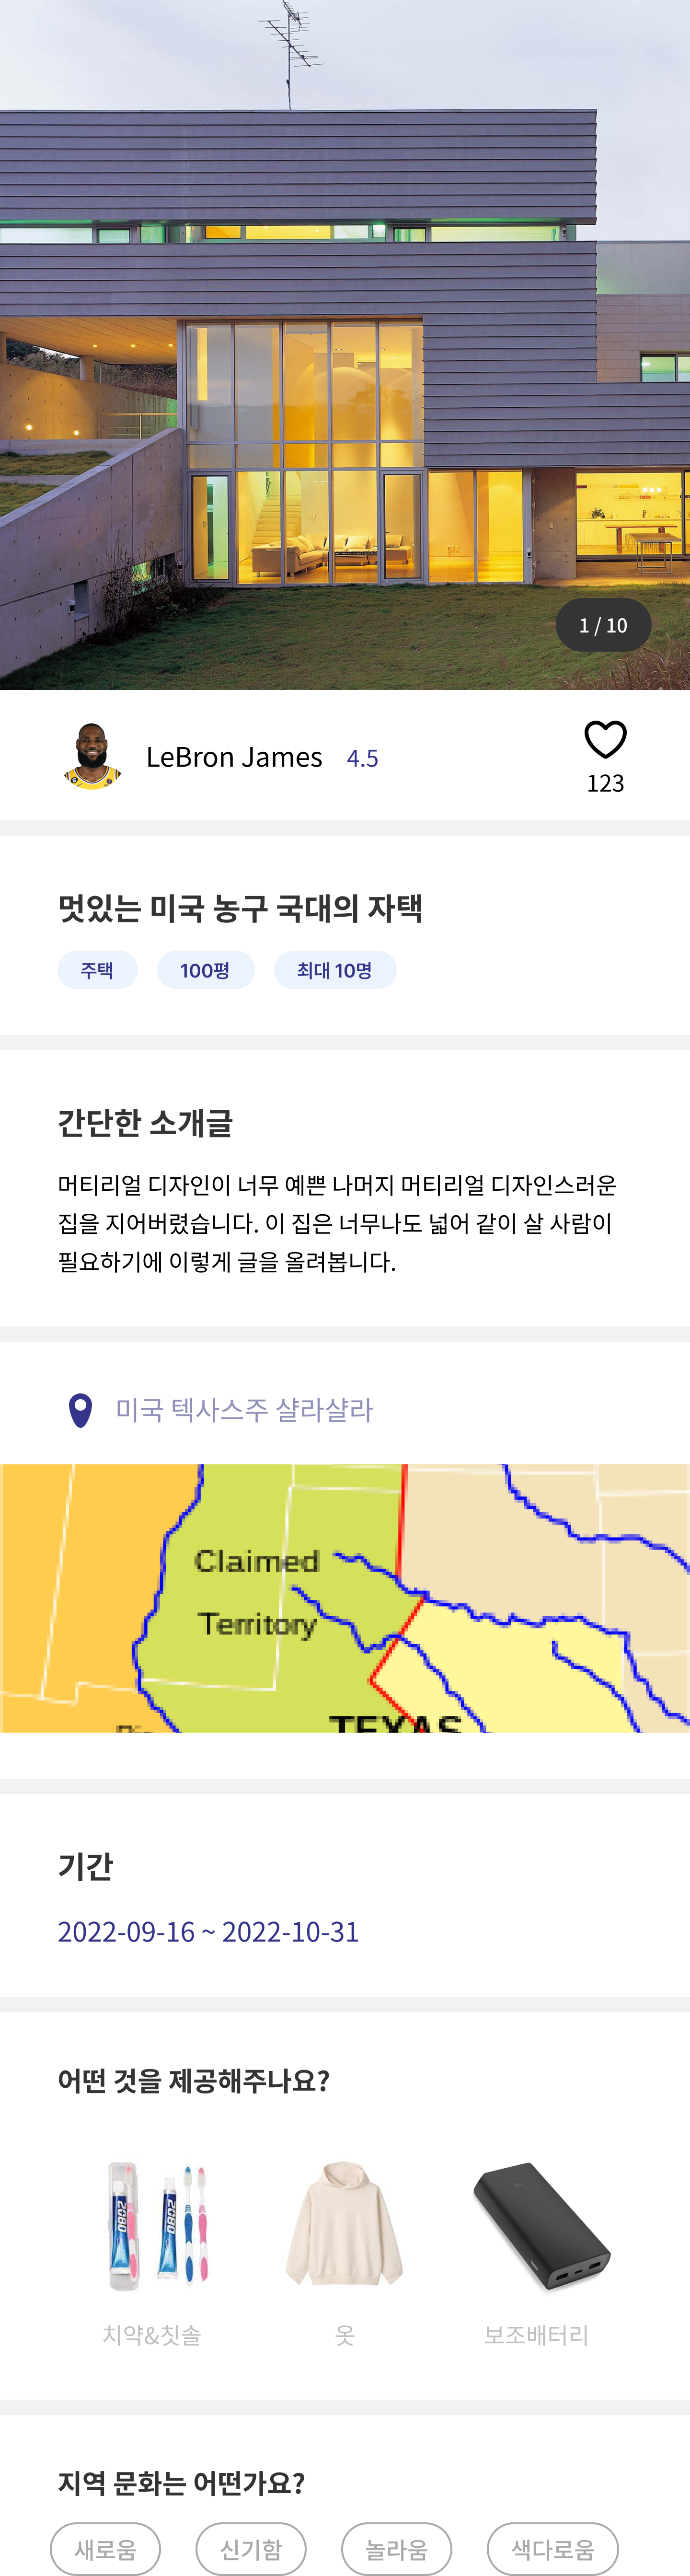 1 / 10
LeBron James 4.5
123
멋있는 미국 농구 국대의 자택
주택 100평 최대 10명
간단한 소개글
머티리얼 디자인이 너무 예쁜 나머지 머티리얼 디자인스러운
집을 지어버렸습니다. 이 집은 너무나도 넓어 같이 살 사람이
필요하기에 이렇게 글을 올려봅니다.
미국 텍사스주 샬라샬라
Claimed
Territory
TEXAS
기간
2022-09-16 ~ 2022-10-31
어떤 것을 제공해주나요?
2080 2080
치약&칫솔 옷 보조배터리
지역 문화는 어떤가요?
새로움 신기함 놀라움 색다로움